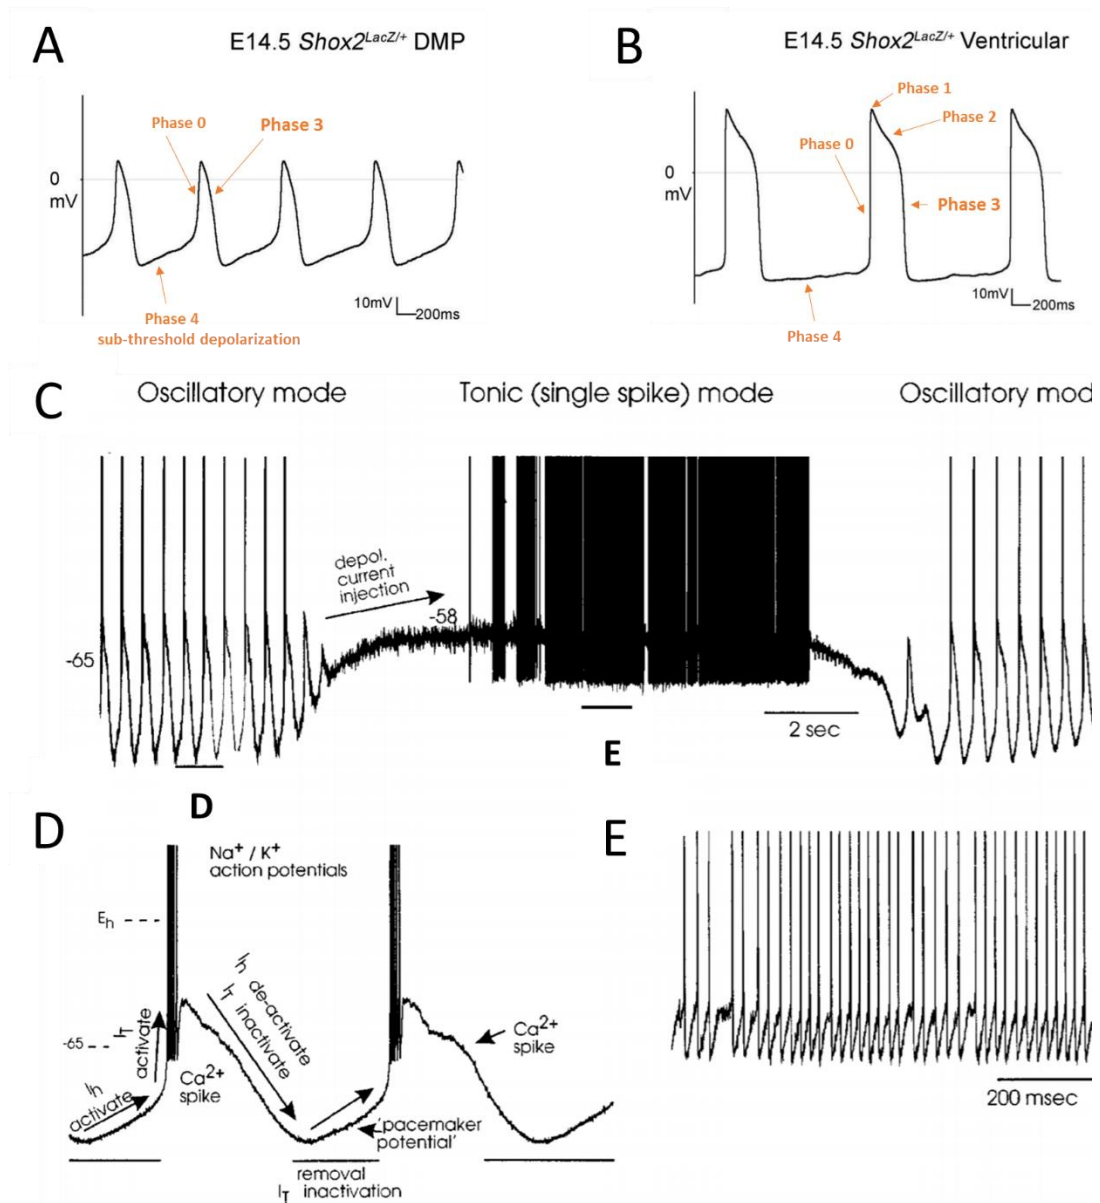 A
E14.5 Shox2LacZ/+ DMP
Phase 0
Phase 3
0
mV
10mV
200ms
Phase 4
sub-threshold depolarization
B
E14.5 Shox2LacZ/+ Ventricular
Phase 1
Phase 2
Phase 0
0
mV
Phase 3
10mV
200ms
Phase 4
C
Oscillatory mode
Tonic (single spike) mode
Oscillatory mod
depol.
current
injection
-58
-65
2 sec
E
D
D
Na+ / K+
action potentials
Eh
-65
IT
activate
Ih
activate
Ca2+
spike
Ih de-activate
IT inactivate
Ca2+
spike
'pacemaker
potential'
removal
IT inactivation
E
200 msec